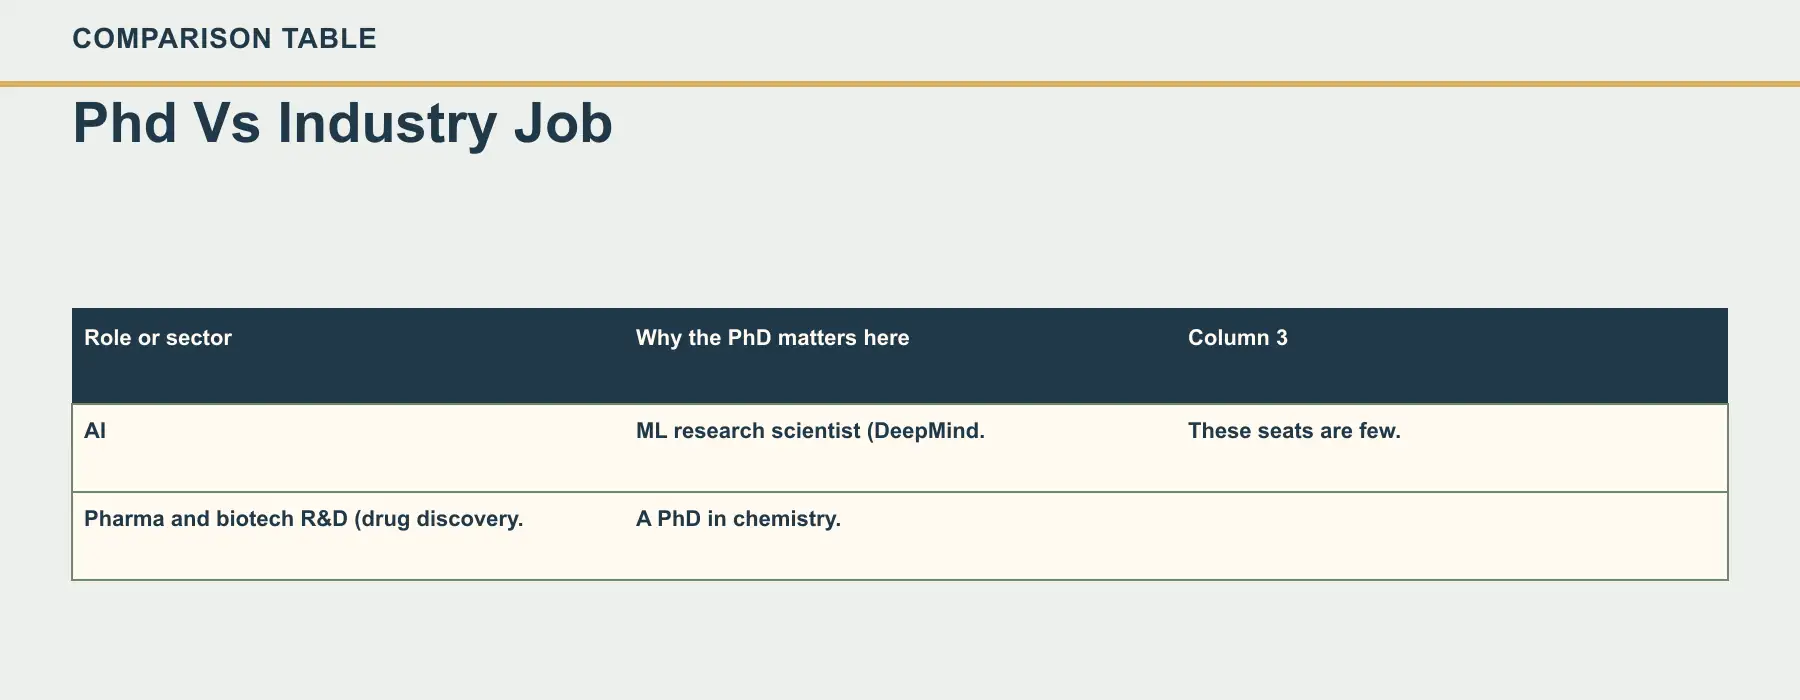 COMPARISON TABLE
Phd Vs Industry Job
Role or sector Why the PhD matters here Column 3
AI ML research scientist (DeepMind. These seats are few.
Pharma and biotech R&D (drug discovery. A PhD in chemistry.